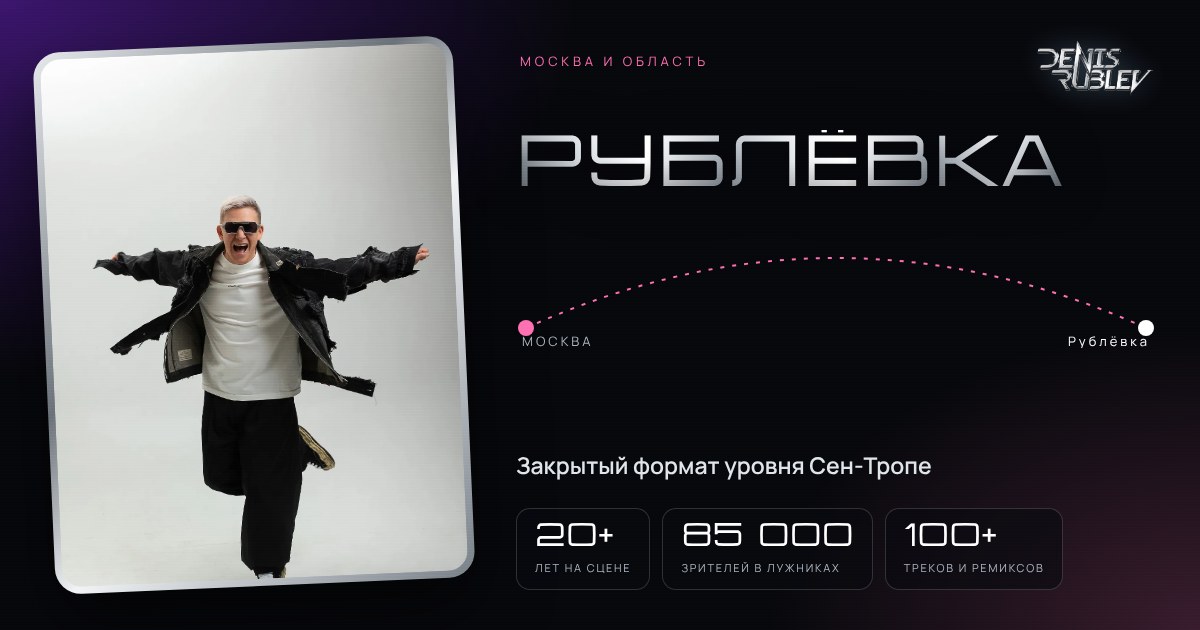 МОСКВА И ОБЛАСТЬ
DENIS
RUBLEV
РУБЛЁВКА
МОСКВА
Рублёвка
Закрытый формат уровня Сен-Тропе
20+
ЛЕТ НА СЦЕНЕ
85 000
ЗРИТЕЛЕЙ В ЛУЖНИКАХ
100+
ТРЕКОВ И РЕМИКСОВ